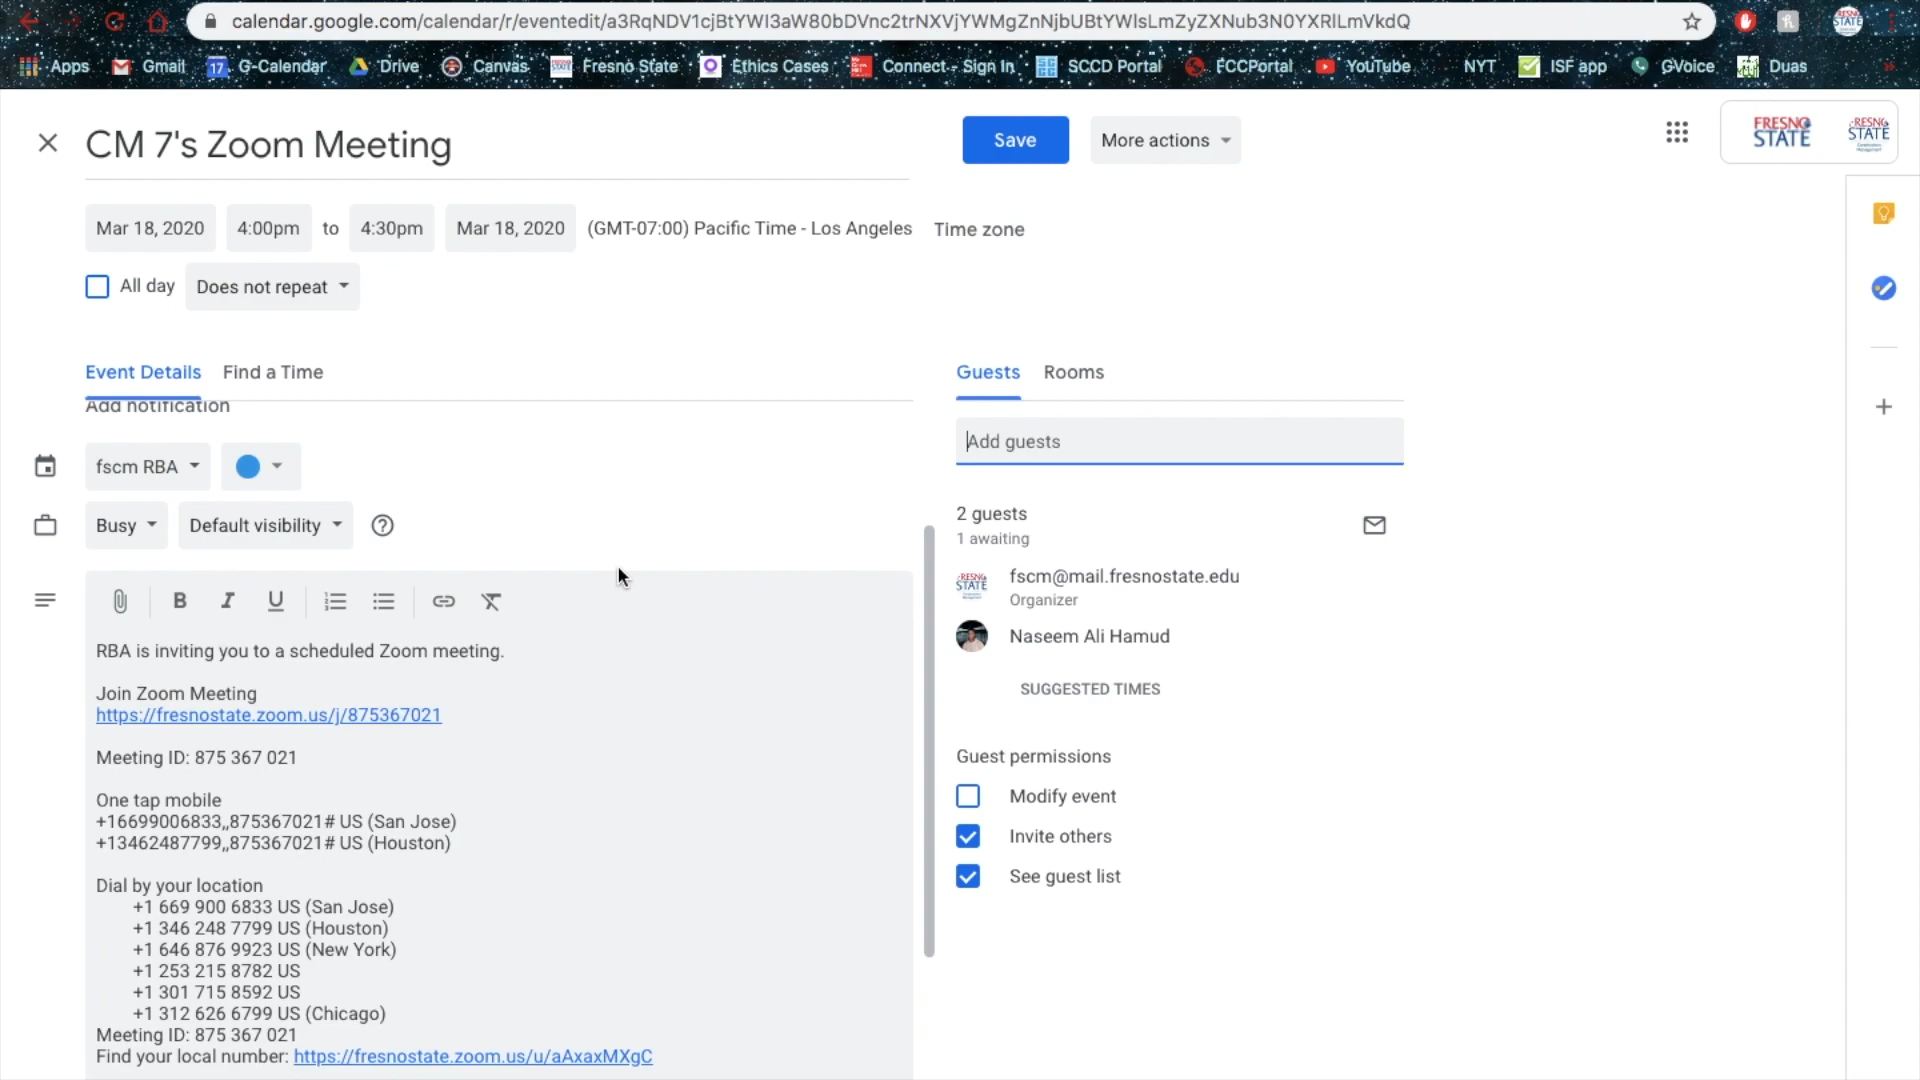 calendar.google.com/calendar/r/eventedit/a3RqNDV1cjBtYWI3aW80bDVnc2trNXVjYWMgZnNjbUBtYWlsLmZyZXNub3N0YXRlLmVkdQ
Apps Gmail 17 G-Calendar Drive Canvas Fresno State Ethics Cases Connect - Sign In SCCD Portal FCCPortal YouTube NYT ISF app GVoice Duas
CM 7's Zoom Meeting
Save More actions
FRESNO STATE
Mar 18, 2020 4:00pm to 4:30pm Mar 18, 2020 (GMT-07:00) Pacific Time - Los Angeles Time zone
All day Does not repeat
Event Details Find a Time
Add notification
fscm RBA
Busy Default visibility
B I U
RBA is inviting you to a scheduled Zoom meeting.
Join Zoom Meeting
https://fresnostate.zoom.us/j/875367021
Meeting ID: 875 367 021
One tap mobile
+16699006833,,875367021# US (San Jose)
+13462487799,,875367021# US (Houston)
Dial by your location
+1 669 900 6833 US (San Jose)
+1 346 248 7799 US (Houston)
+1 646 876 9923 US (New York)
+1 253 215 8782 US
+1 301 715 8592 US
+1 312 626 6799 US (Chicago)
Meeting ID: 875 367 021
Find your local number: https://fresnostate.zoom.us/u/aAxaxMXgC
Guests Rooms
Add guests
2 guests
1 awaiting
fscm@mail.fresnostate.edu
Organizer
Naseem Ali Hamud
SUGGESTED TIMES
Guest permissions
Modify event
Invite others
See guest list